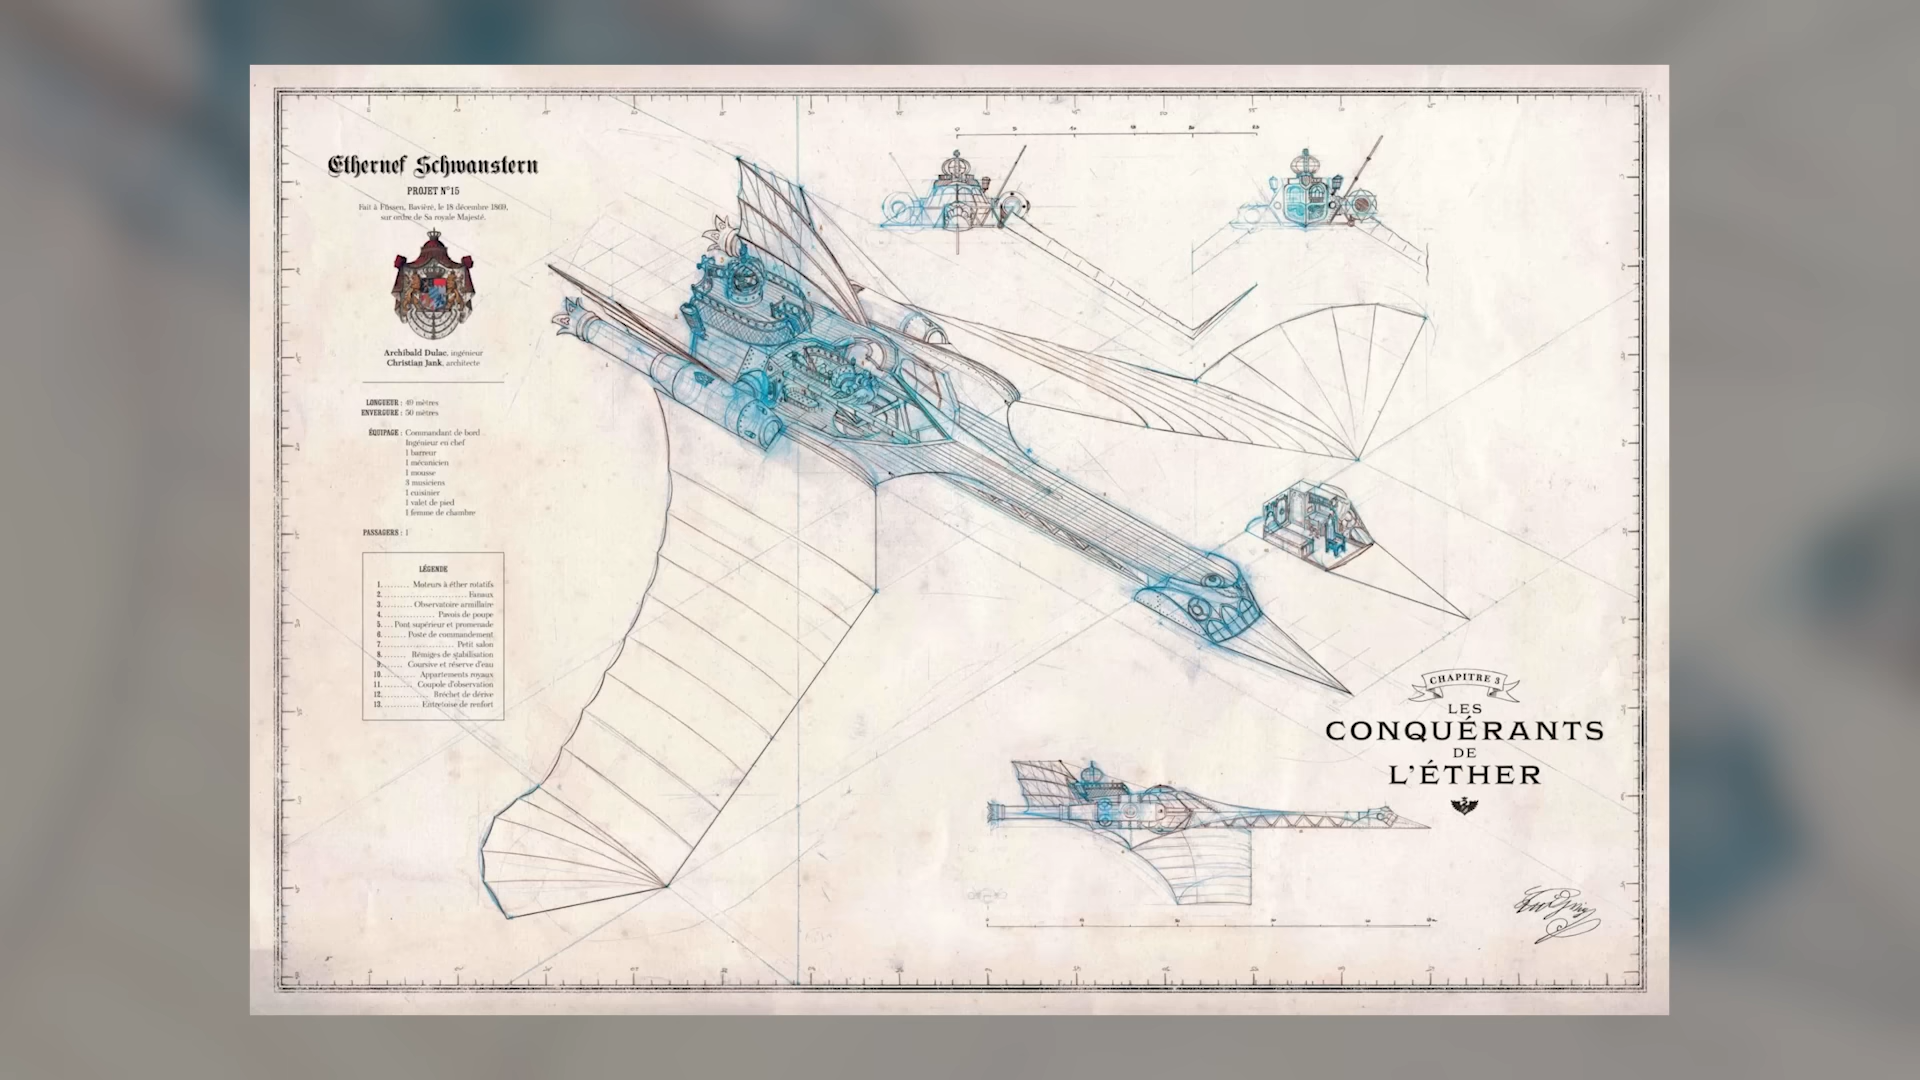 Ethernef Schwanstern
PROJET N°15
Fait à Füssen, Bavière, le 18 décembre 1869,
sur ordre de Sa royale Majesté.
Archibald Dulac, ingénieur
Christian Jank, architecte
LONGUEUR : 49 mètres
ENVERGURE : 50 mètres
ÉQUIPAGE : Commandant de bord
Ingénieur en chef
1 barreur
1 mécanicien
1 mousse
3 musiciens
1 cuisinier
1 valet de pied
1 femme de chambre
PASSAGERS : 1
LÉGENDE
1. Moteurs à éther rotatifs
2. Fanaux
3. Observatoire armillaire
4. Pavois de poupe
5. Pont supérieur et promenade
6. Poste de commandement
7. Petit salon
8. Rémiges de stabilisation
9. Coursive et réserve d'eau
10. Appartements royaux
11. Coupole d'observation
12. Bréchet de dérive
13. Entretoise de renfort
CHAPITRE 3
LES
CONQUÉRANTS
DE
L'ÉTHER